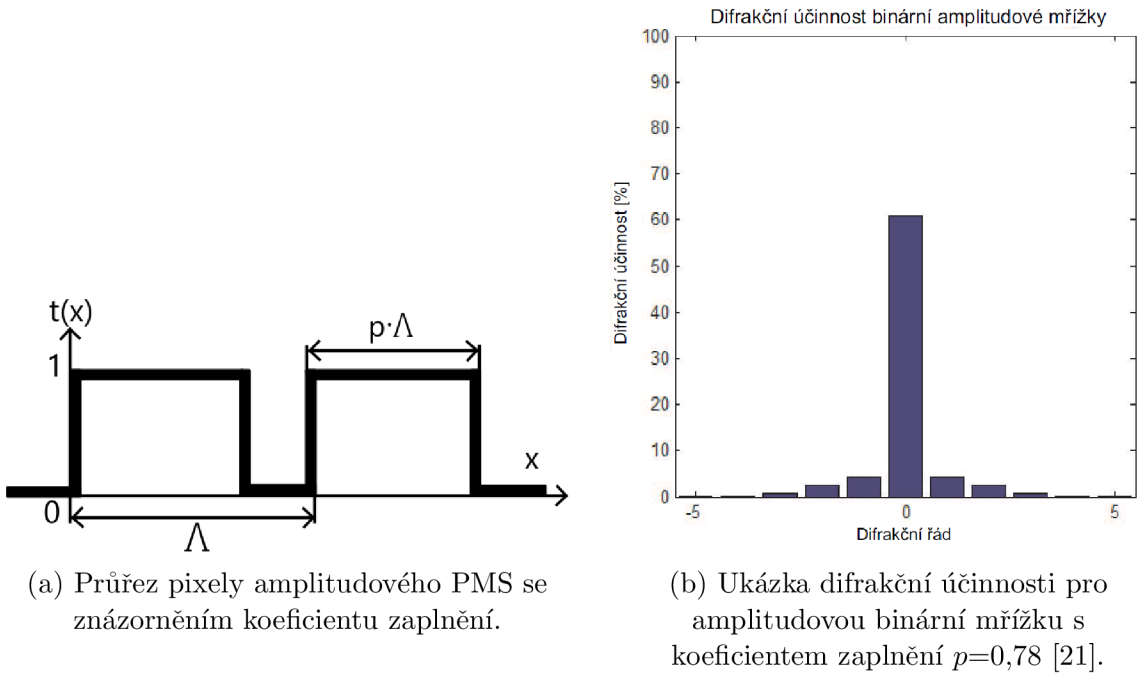 t(x)
1
p·Λ
x
0
Λ
(a) Průřez pixely amplitudového PMS se
znázorněním koeficientu zaplnění.
Difrakční účinnost binární amplitudové mřížky
100
90
80
70
60
50
40
30
20
10
0
Difrakční účinnost [%]
-5
0
5
Difrakční řád
(b) Ukázka difrakční účinnosti pro
amplitudovou binární mřížku s
koeficientem zaplnění p=0,78 [21].